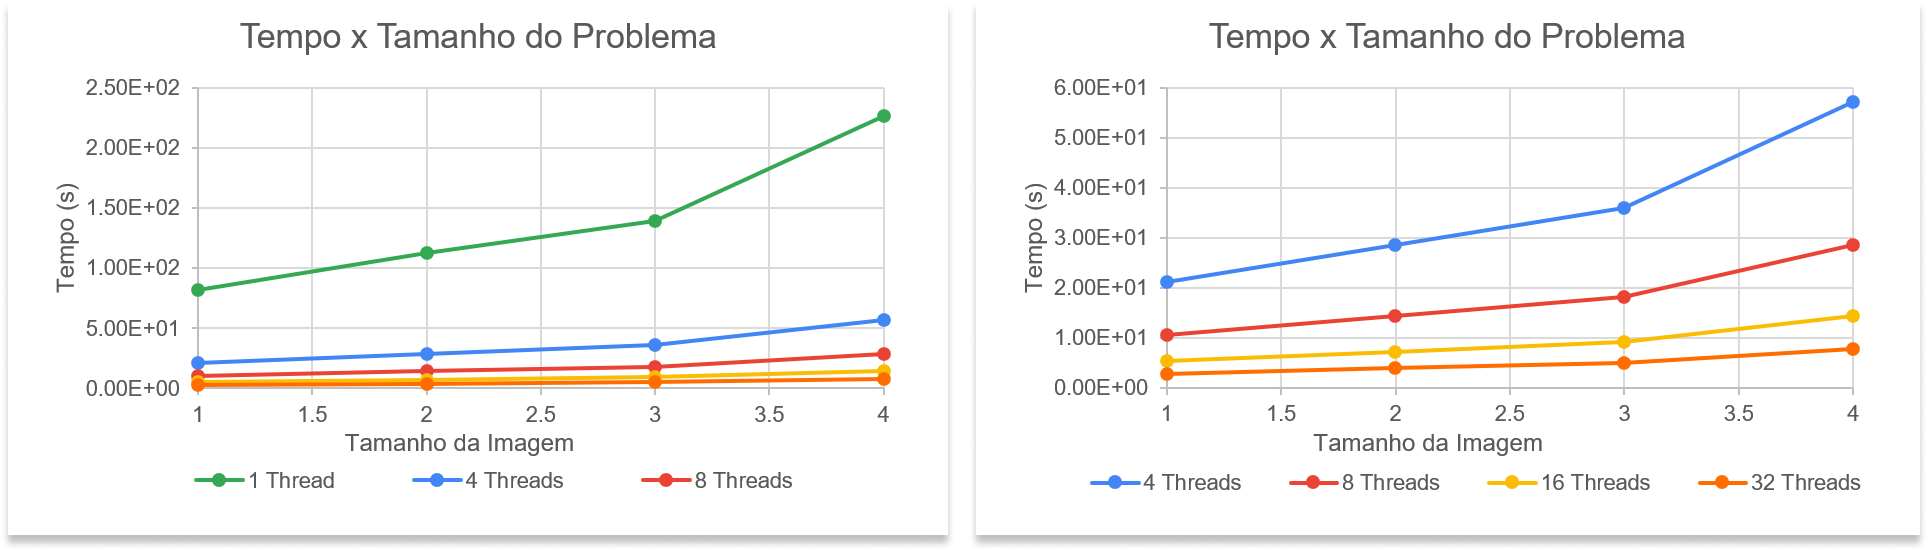 Tempo x Tamanho do Problema
2.50E+02
2.00E+02
1.50E+02
1.00E+02
5.00E+01
0.00E+00
Tempo (s)
1 1.5 2 2.5 3 3.5 4
Tamanho da Imagem
1 Thread 4 Threads 8 Threads
Tempo x Tamanho do Problema
6.00E+01
5.00E+01
4.00E+01
3.00E+01
2.00E+01
1.00E+01
0.00E+00
Tempo (s)
1 1.5 2 2.5 3 3.5 4
Tamanho da Imagem
4 Threads 8 Threads 16 Threads 32 Threads